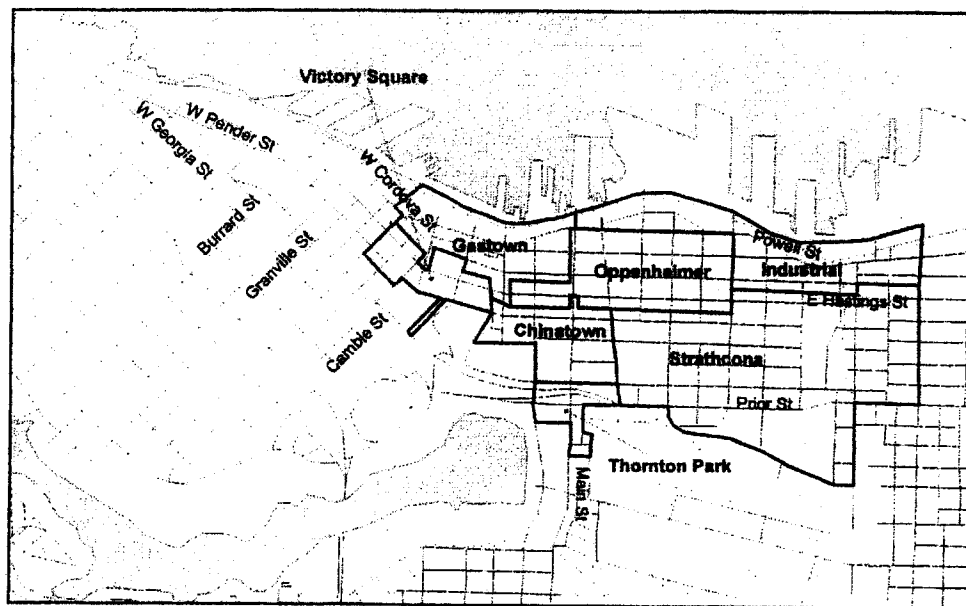 Victory Square
W Pender St
W Georgia St
W Cordova St
Burrard St
Granville St
Gastown
Powell St
Oppenheimer
Industrial
E Hastings St
Cambie St
Chinatown
Strathcona
Prior St
Thornton Park
Main St